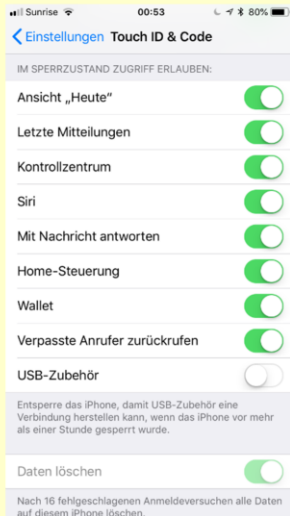 Sunrise 00:53 80%
Einstellungen Touch ID & Code
IM SPERRZUSTAND ZUGRIFF ERLAUBEN:
Ansicht „Heute“
Letzte Mitteilungen
Kontrollzentrum
Siri
Mit Nachricht antworten
Home-Steuerung
Wallet
Verpasste Anrufer zurückrufen
USB-Zubehör
Entsperre das iPhone, damit USB-Zubehör eine
Verbindung herstellen kann, wenn das iPhone vor mehr
als einer Stunde gesperrt wurde.
Daten löschen
Nach 16 fehlgeschlagenen Anmeldeversuchen alle Daten
auf diesem iPhone löschen.